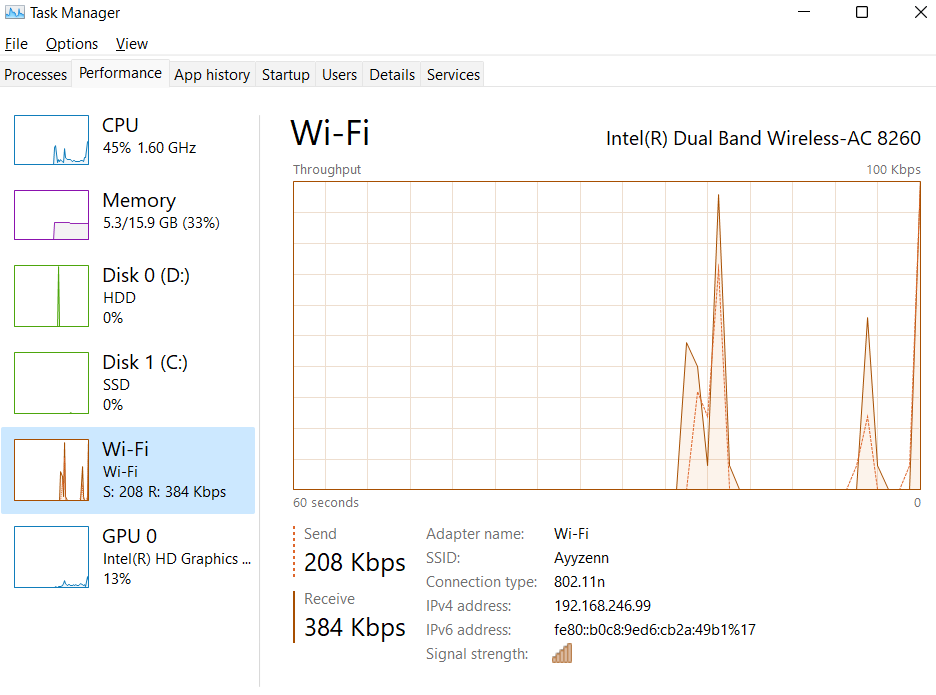 Task Manager
File Options View
Processes Performance App history Startup Users Details Services
CPU
45% 1.60 GHz
Memory
5.3/15.9 GB (33%)
Disk 0 (D:)
HDD
0%
Disk 1 (C:)
SSD
0%
Wi-Fi
Wi-Fi
S: 208 R: 384 Kbps
GPU 0
Intel(R) HD Graphics ...
13%
Wi-Fi Intel(R) Dual Band Wireless-AC 8260
Throughput 100 Kbps
60 seconds 0
Send
208 Kbps
Receive
384 Kbps
Adapter name: Wi-Fi
SSID: Ayyzenn
Connection type: 802.11n
IPv4 address: 192.168.246.99
IPv6 address: fe80::b0c8:9ed6:cb2a:49b1%17
Signal strength: